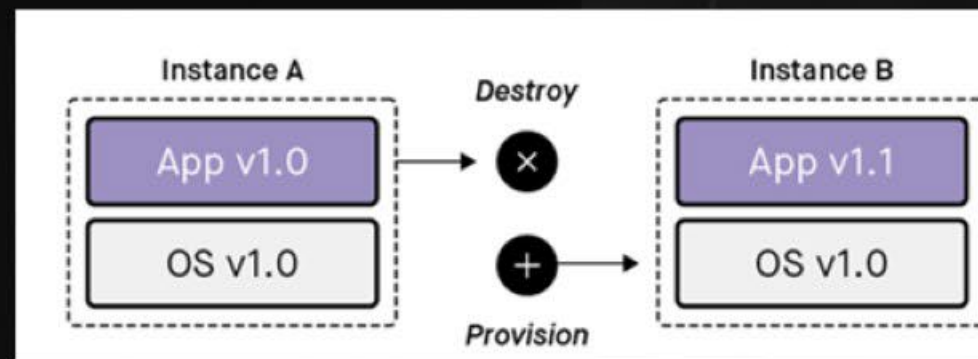 Instance A
Destroy
Instance B
App v1.0
App v1.1
OS v1.0
OS v1.0
Provision